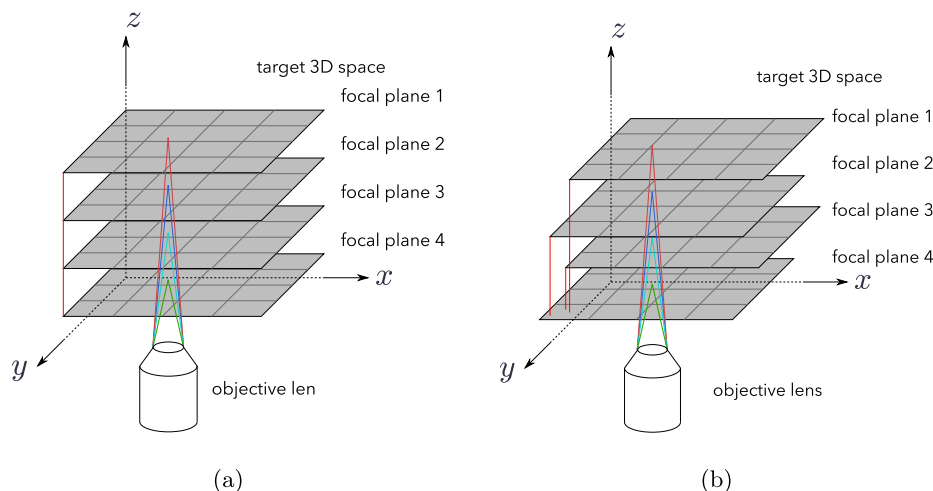 z
target 3D space
focal plane 1
focal plane 2
focal plane 3
focal plane 4
x
y
objective len
(a)
z
target 3D space
focal plane 1
focal plane 2
focal plane 3
focal plane 4
x
y
objective lens
(b)